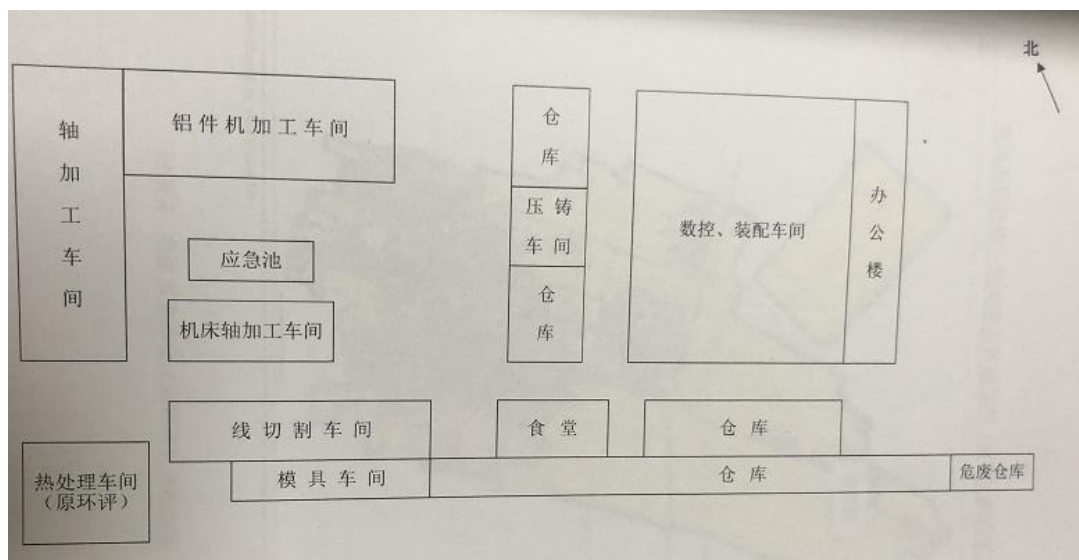 北
轴加工车间
铝件机加工车间
仓库
压铸
车间
仓库
数控、装配车间
办公楼
应急池
机床轴加工车间
线切割车间
食堂
仓库
热处理车间
(原环评)
模具车间
仓库
危废仓库